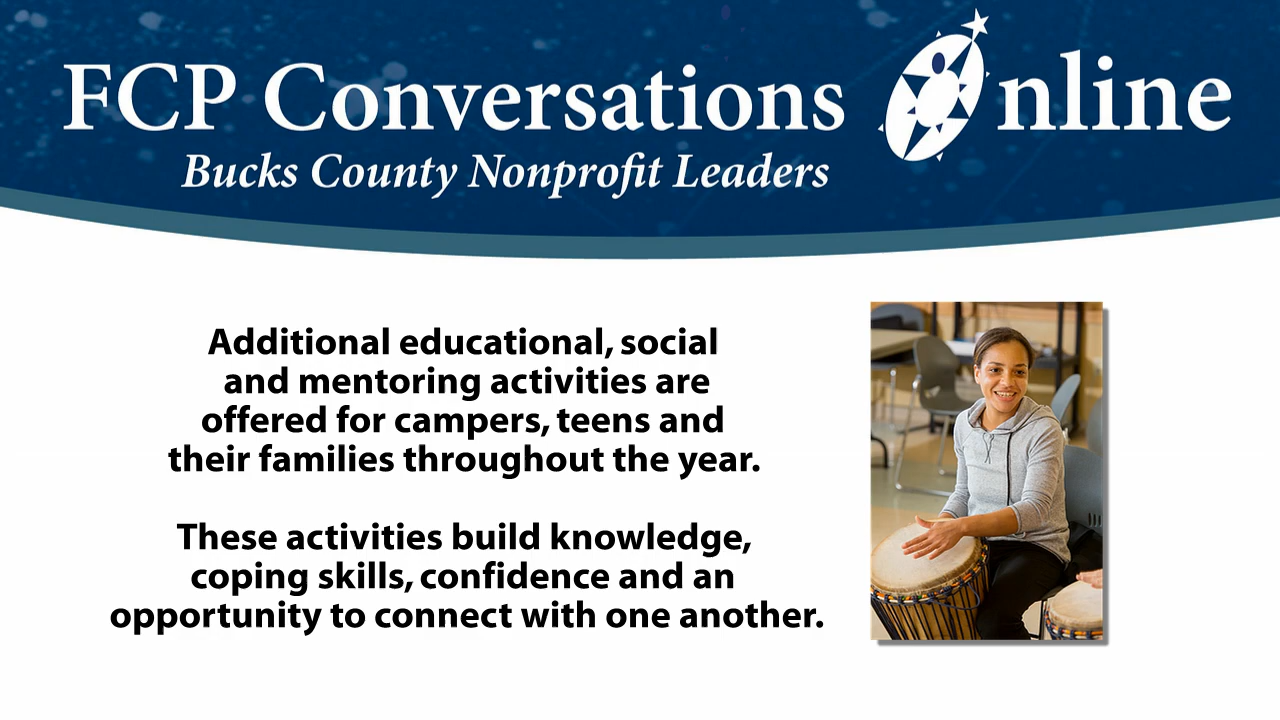 FCP Conversations Online
Bucks County Nonprofit Leaders
Additional educational, social
and mentoring activities are
offered for campers, teens and
their families throughout the year.
These activities build knowledge,
coping skills, confidence and an
opportunity to connect with one another.